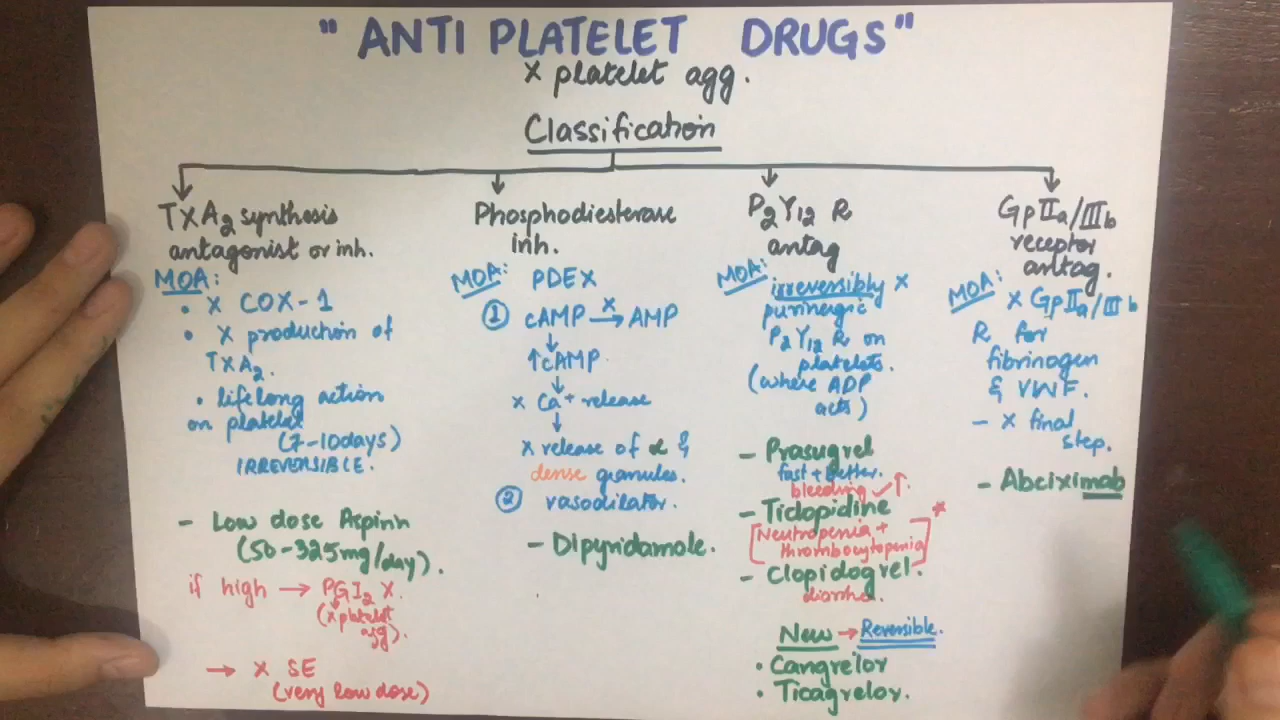 " ANTI PLATELET DRUGS"
x platelet agg.
Classification
TXA₂ synthesis
antagonist or inh.
MOA:
• x COX-1
• x production of
TXA₂.
• lifelong action
on platelet
(7-10days)
IRREVERSIBLE.
- Low dose Aspirin
(50-325mg/day).
if high → PGI₂ x.
(x platelet
agg).
→ x SE
(very low dose)
Phosphodiesterase
inh.
MOA: PDE x
① cAMP x→ AMP
↓
↑cAMP
↓
x Ca+ release
↓
x release of α &
dense granules.
② vasodilator.
- Dipyridamole.
P₂Y₁₂ R
antag
MOA: irreversibly x
purinergic
P₂Y₁₂ R on
platelets.
(where ADP
acts)
- Prasugrel
fast + better.
bleeding ✓↑
- Ticlopidine
[Neutropenia +
thrombocytopenia]*
- Clopidogrel.
diarrhea
New → Reversible.
• Cangrelor
• Ticagrelor.
GpIIa/IIIb
receptor
antag.
MOA: x GpIIa/IIIb
R for
fibrinogen
& VWF.
- x final
step.
- Abciximab